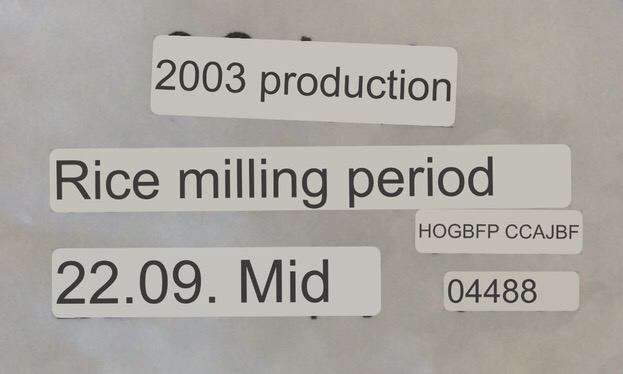 2003 production
Rice milling period
HOGBFP CCAJBF
22.09. Mid
04488